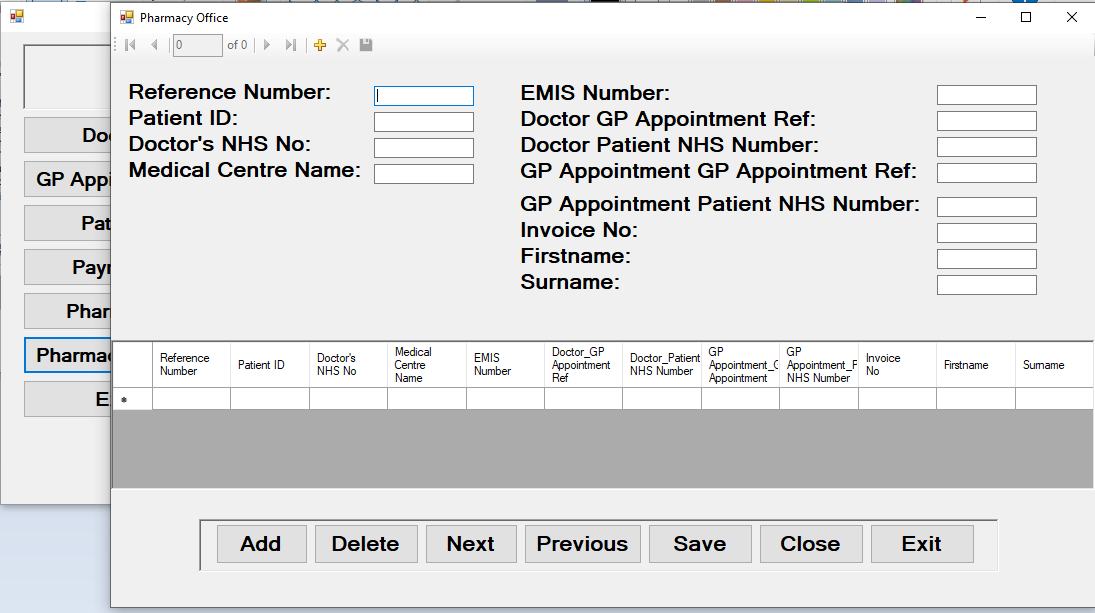 Pharmacy Office
0 of 0
Reference Number:
Patient ID:
Doctor's NHS No:
Medical Centre Name:
EMIS Number:
Doctor GP Appointment Ref:
Doctor Patient NHS Number:
GP Appointment GP Appointment Ref:
GP Appointment Patient NHS Number:
Invoice No:
Firstname:
Surname:
Reference
Number
Patient ID
Doctor's
NHS No
Medical
Centre
Name
EMIS
Number
Doctor_GP
Appointment
Ref
Doctor_Patient
NHS Number
GP
Appointment_G
Appointment
GP
Appointment_P
NHS Number
Invoice
No
Firstname
Surname
Add
Delete
Next
Previous
Save
Close
Exit
Doc
GP Appo
Pat
Pay
Phar
Pharmac
E